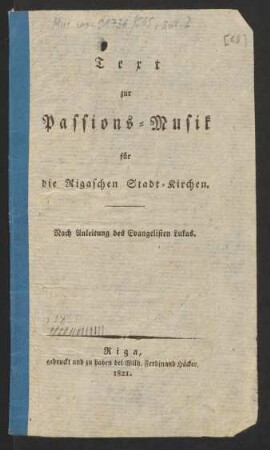 Text
zur
Passions-Musik
für
die Rigaschen Stadt-Kirchen.
Nach Anleitung des Evangelisten Lukas.
Riga,
gedruckt und zu haben bei Wilh. Ferdinand Häcker.
1821.